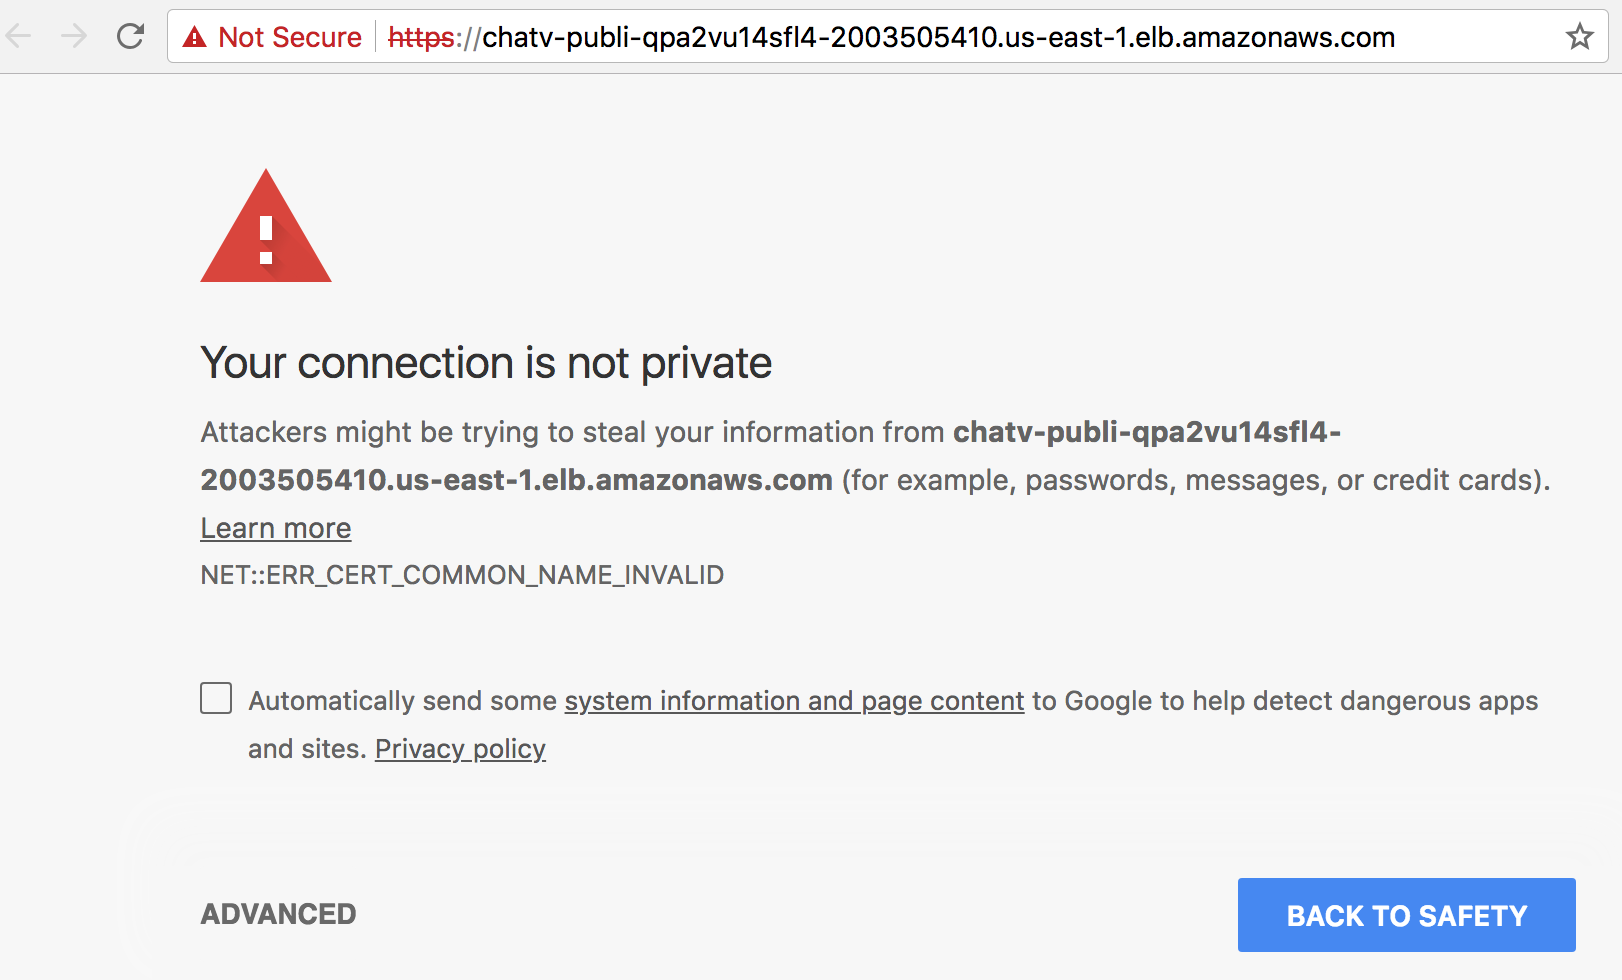 Not Secure https://chatv-publi-qpa2vu14sfl4-2003505410.us-east-1.elb.amazonaws.com
Your connection is not private
Attackers might be trying to steal your information from chatv-publi-qpa2vu14sfl4-
2003505410.us-east-1.elb.amazonaws.com (for example, passwords, messages, or credit cards).
Learn more
NET::ERR_CERT_COMMON_NAME_INVALID
Automatically send some system information and page content to Google to help detect dangerous apps
and sites. Privacy policy
ADVANCED
BACK TO SAFETY